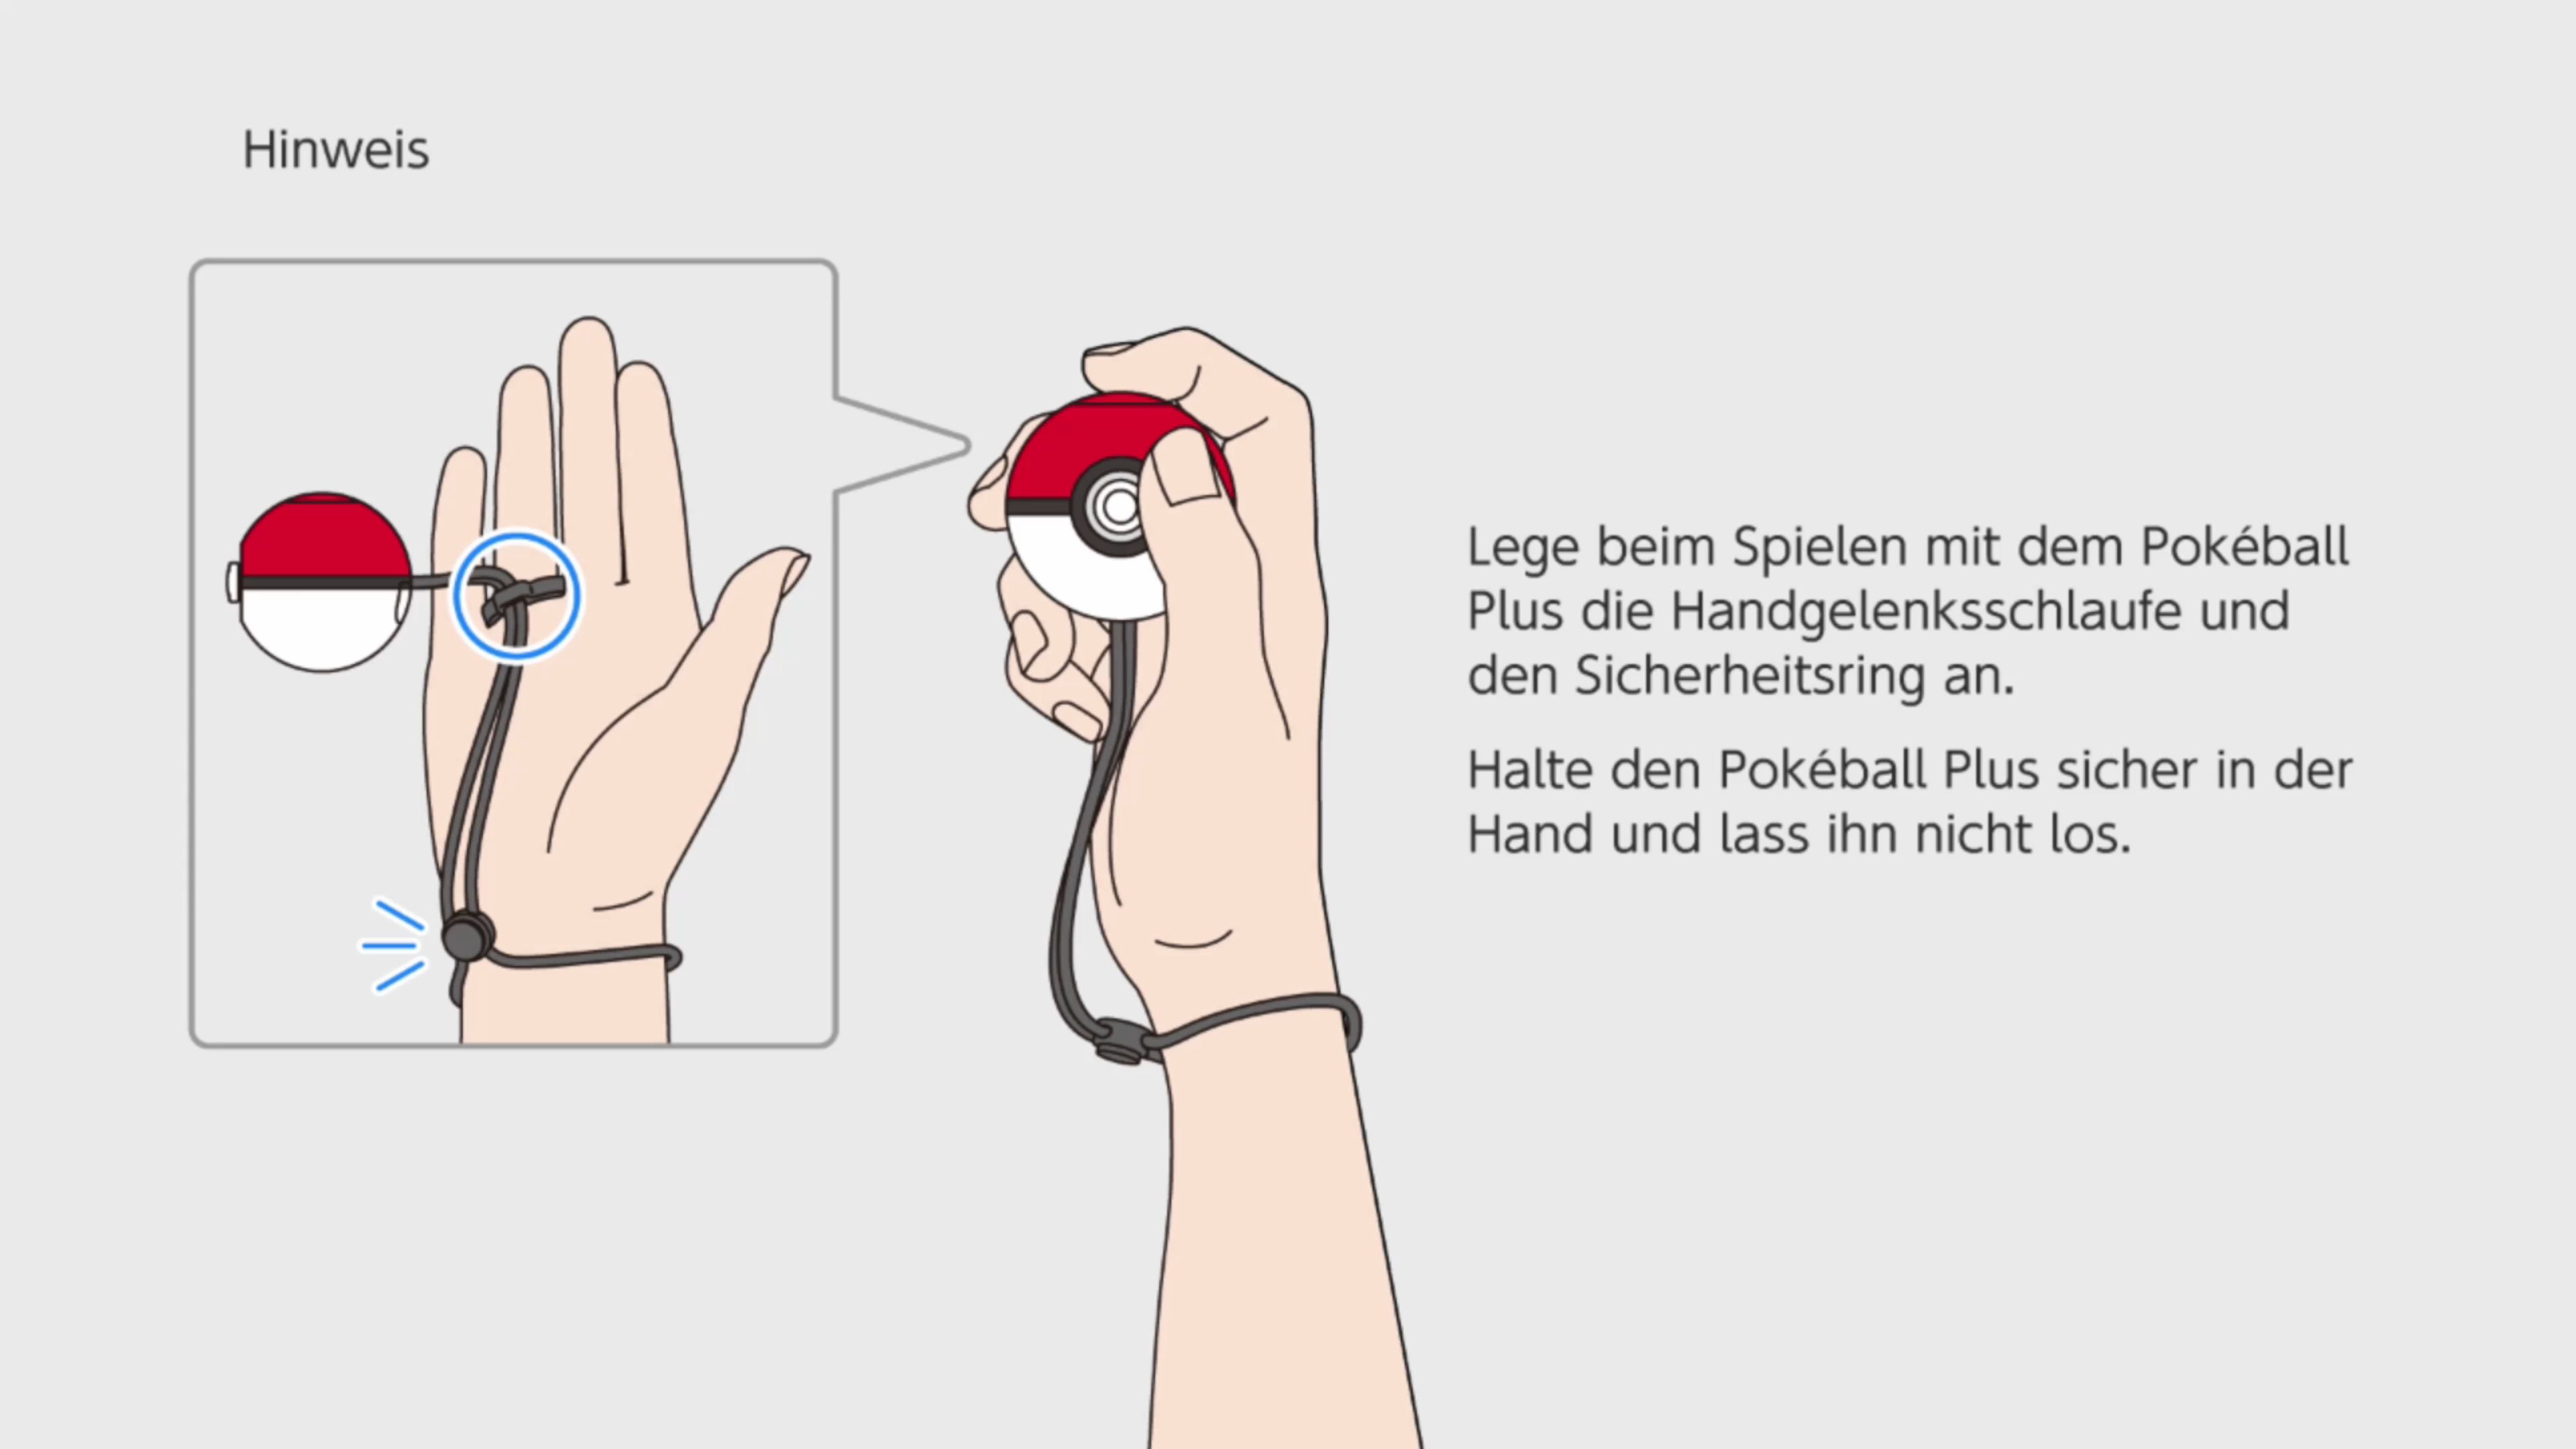 Hinweis
Lege beim Spielen mit dem Pokéball
Plus die Handgelenksschlaufe und
den Sicherheitsring an.
Halte den Pokéball Plus sicher in der
Hand und lass ihn nicht los.